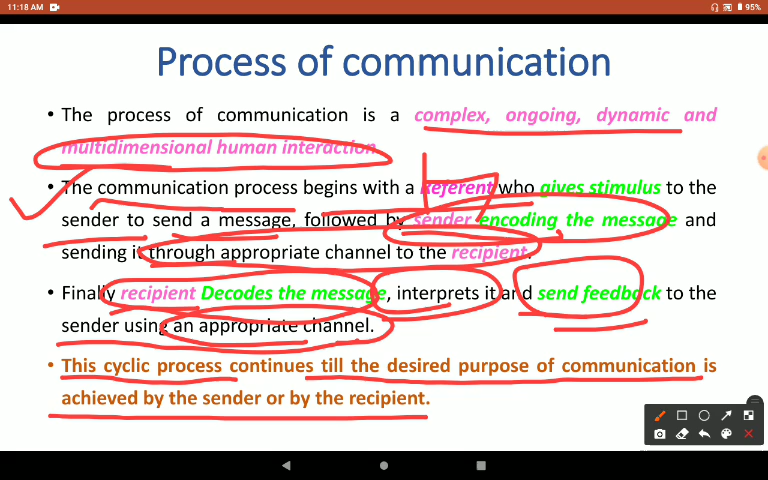 11:18 AM
95%
Process of communication
• The process of communication is a complex, ongoing, dynamic and
multidimensional human interaction.
• The communication process begins with a Referent who gives stimulus to the
sender to send a message, followed by sender encoding the message and
sending it through appropriate channel to the recipient.
• Finally recipient Decodes the message, interprets it and send feedback to the
sender using an appropriate channel.
• This cyclic process continues till the desired purpose of communication is
achieved by the sender or by the recipient.